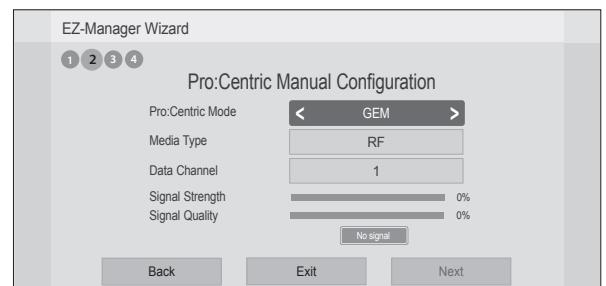 EZ-Manager Wizard
1 2 3 4
Pro:Centric Manual Configuration
Pro:Centric Mode < GEM >
Media Type RF
Data Channel 1
Signal Strength 0%
Signal Quality 0%
No signal
Back Exit Next